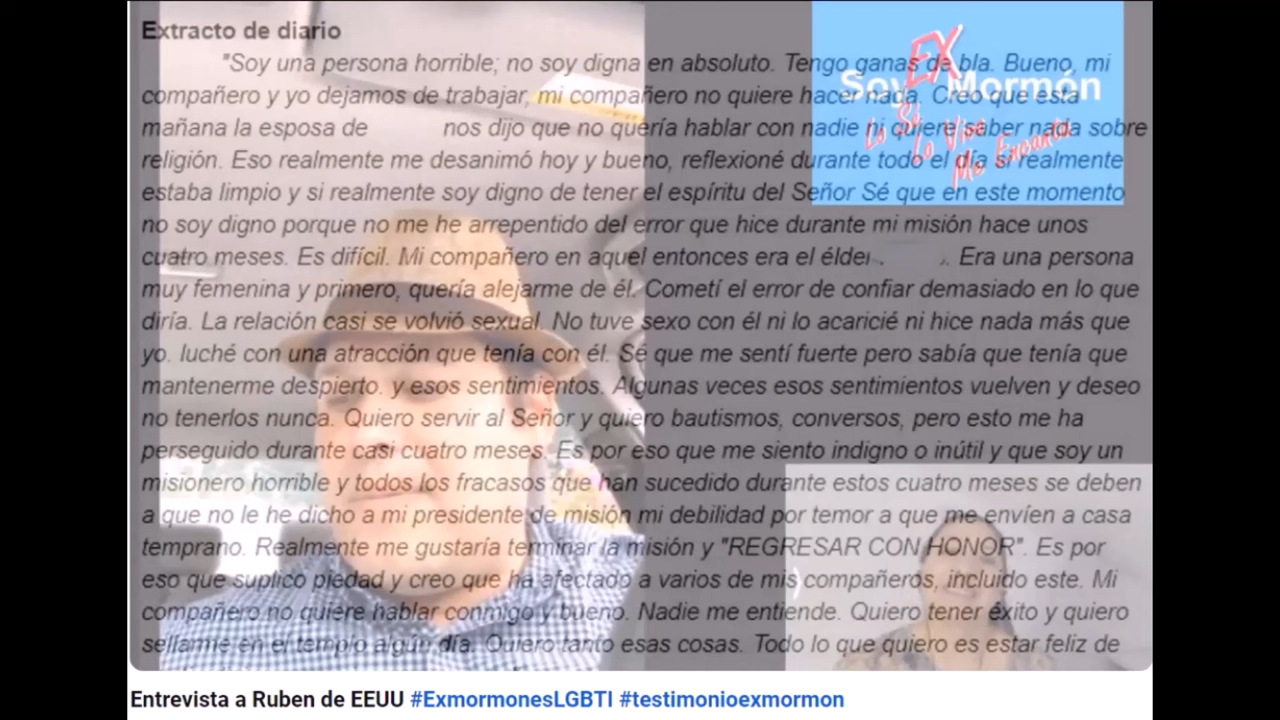 Extracto de diario
"Soy una persona horrible; no soy digna en absoluto. Tengo ganas de bla. Bueno, mi
compañero y yo dejamos de trabajar, mi compañero no quiere hacer nada. Creo que esta
mañana la esposa de nos dijo que no quería hablar con nadie ni quiere saber nada sobre
religión. Eso realmente me desanimó hoy y bueno, reflexioné durante todo el día si realmente
estaba limpio y si realmente soy digno de tener el espíritu del Señor Sé que en este momento
no soy digno porque no me he arrepentido del error que hice durante mi misión hace unos
cuatro meses. Es difícil. Mi compañero en aquel entonces era el élder . Era una persona
muy femenina y primero, quería alejarme de él. Cometí el error de confiar demasiado en lo que
diría. La relación casi se volvió sexual. No tuve sexo con él ni lo acaricié ni hice nada más que
yo. luché con una atracción que tenía con él. Sé que me sentí fuerte pero sabía que tenía que
mantenerme despierto. y esos sentimientos. Algunas veces esos sentimientos vuelven y deseo
no tenerlos nunca. Quiero servir al Señor y quiero bautismos, conversos, pero esto me ha
perseguido durante casi cuatro meses. Es por eso que me siento indigno o inútil y que soy un
misionero horrible y todos los fracasos que han sucedido durante estos cuatro meses se deben
a que no le he dicho a mi presidente de misión mi debilidad por temor a que me envíen a casa
temprano. Realmente me gustaría terminar la misión y "REGRESAR CON HONOR". Es por
eso que suplico piedad y creo que ha afectado a varios de mis compañeros, incluido este. Mi
compañero no quiere hablar conmigo y bueno. Nadie me entiende. Quiero tener éxito y quiero
sellarme en el templo algún día. Quiero tanto esas cosas. Todo lo que quiero es estar feliz de
Soy EX Mormón
Lo Sé
Lo Vivo
Me Encanta
Entrevista a Ruben de EEUU #ExmormonesLGBTI #testimonioexmormon